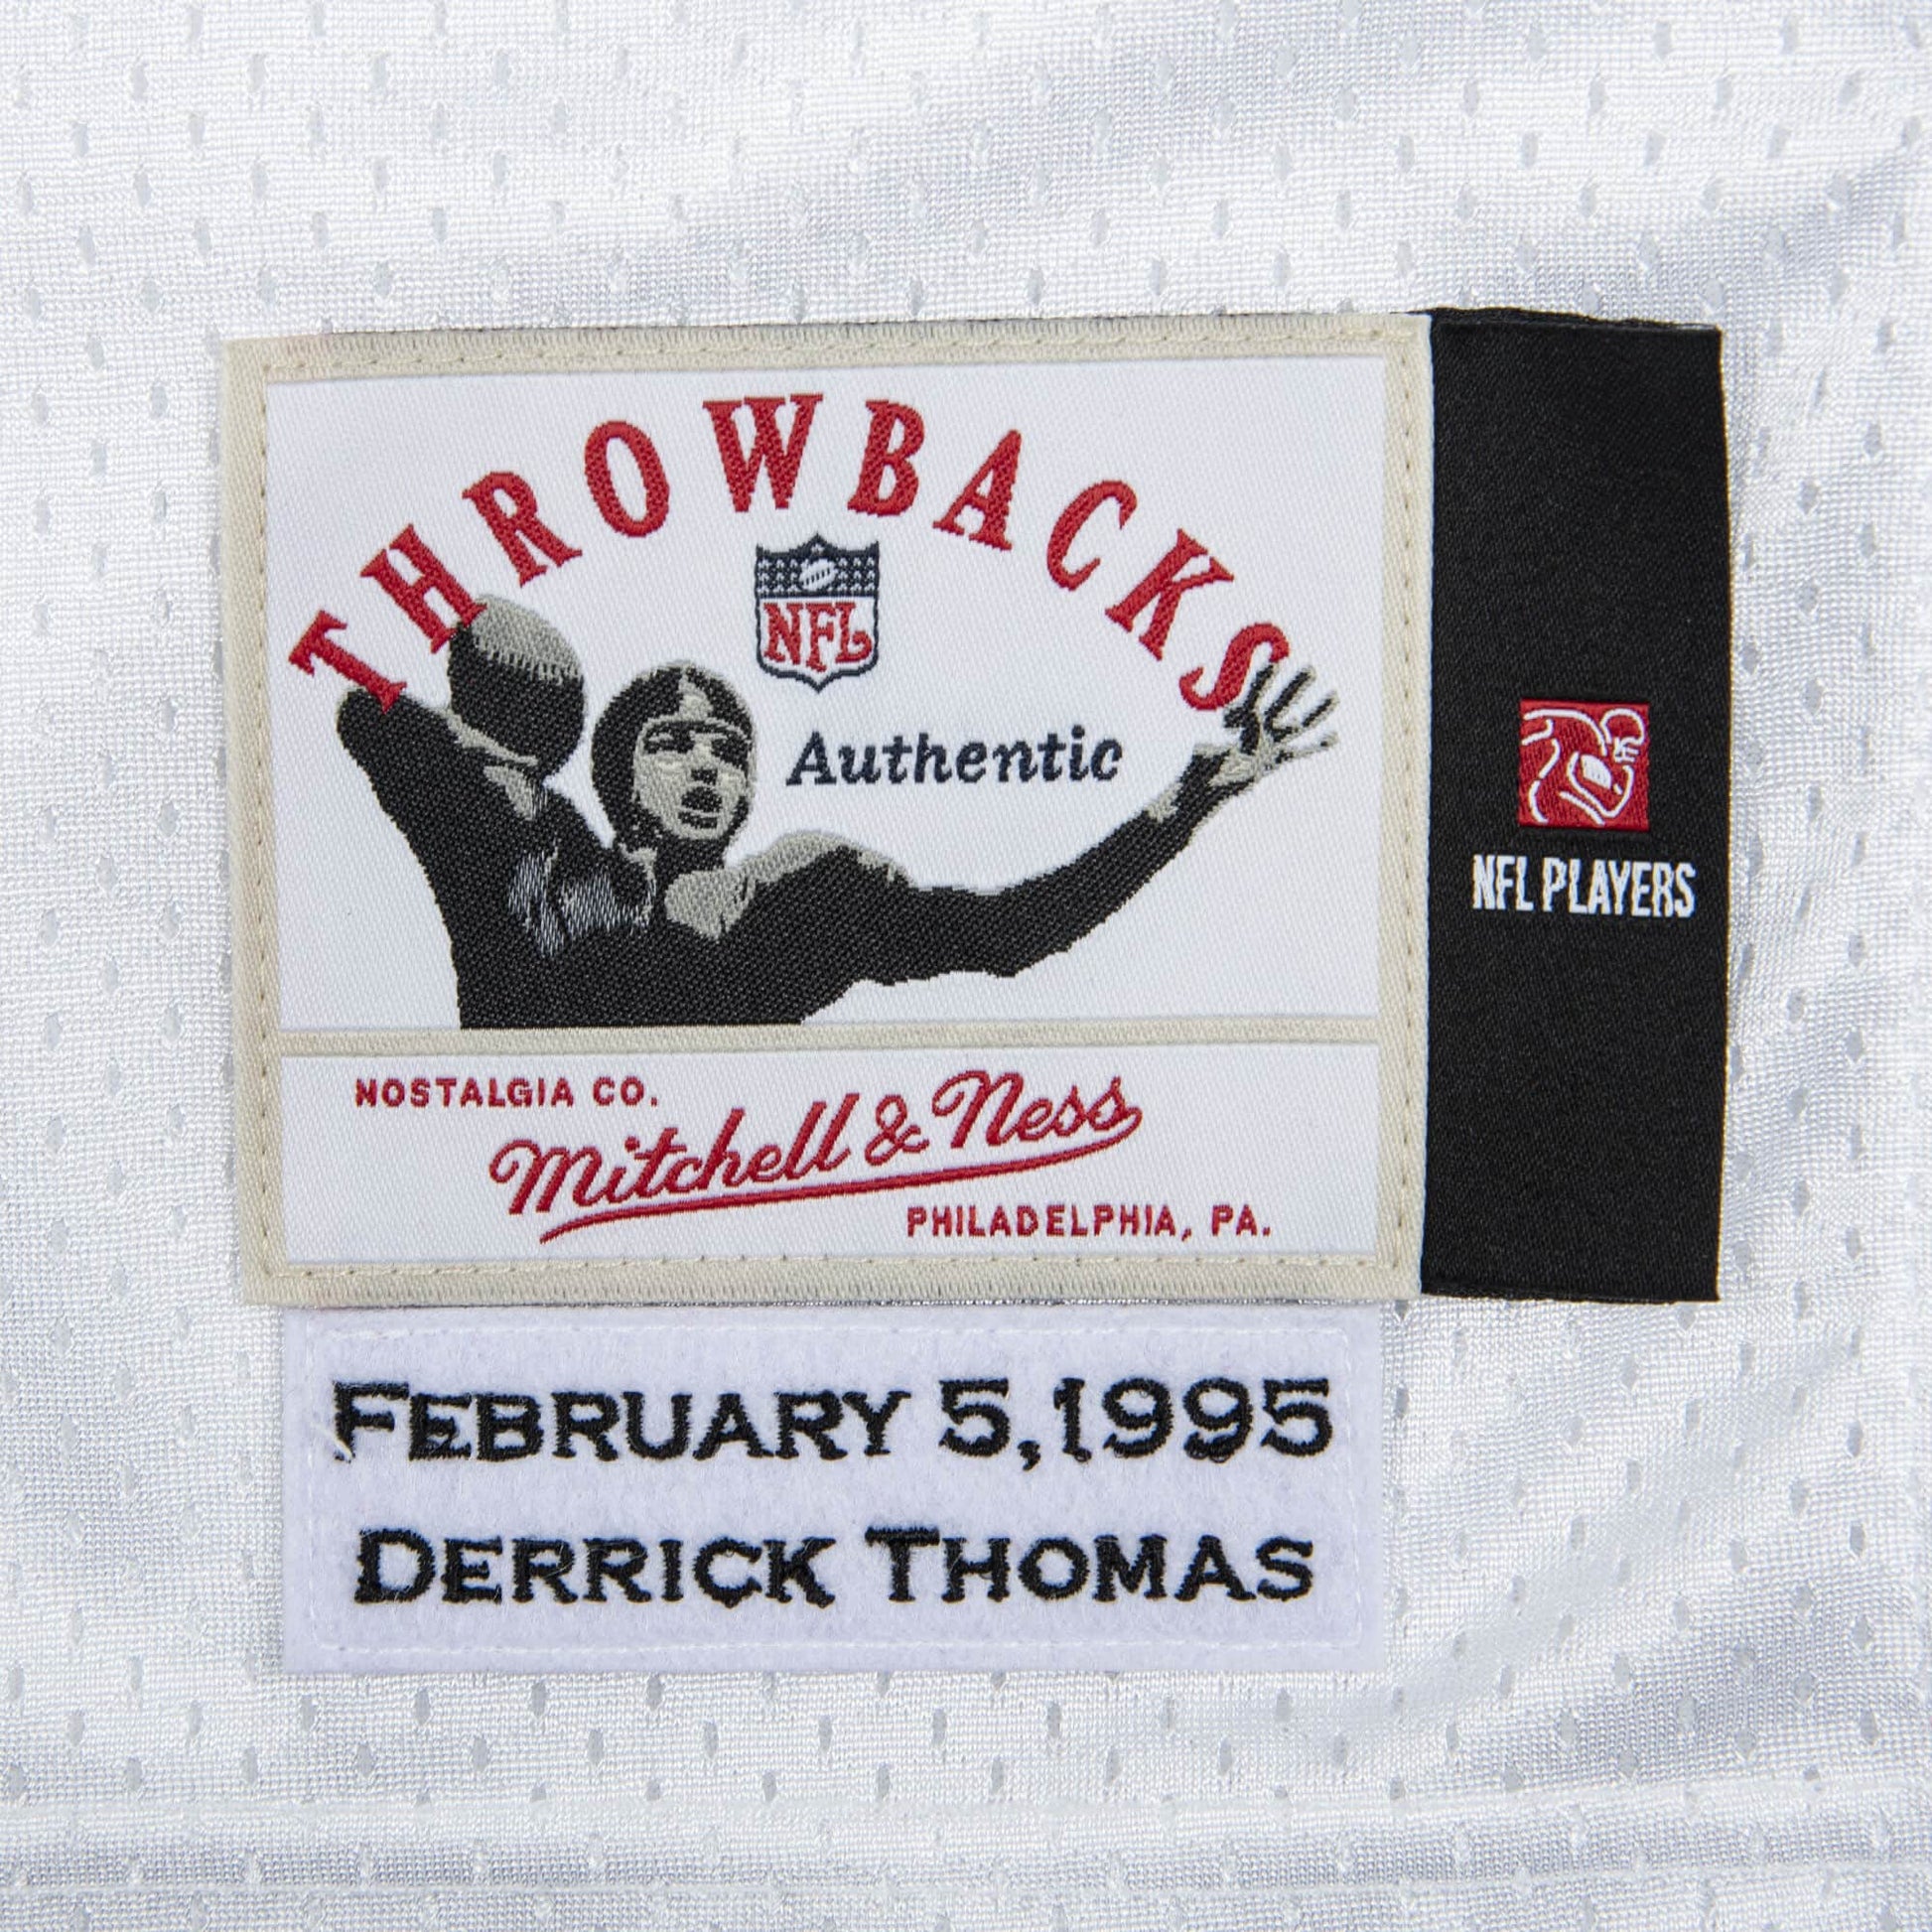 THROWBACKS
NFL
Authentic
NFL PLAYERS
NOSTALGIA CO.
Mitchell & Ness
PHILADELPHIA, PA.
FEBRUARY 5,1995
DERRICK THOMAS